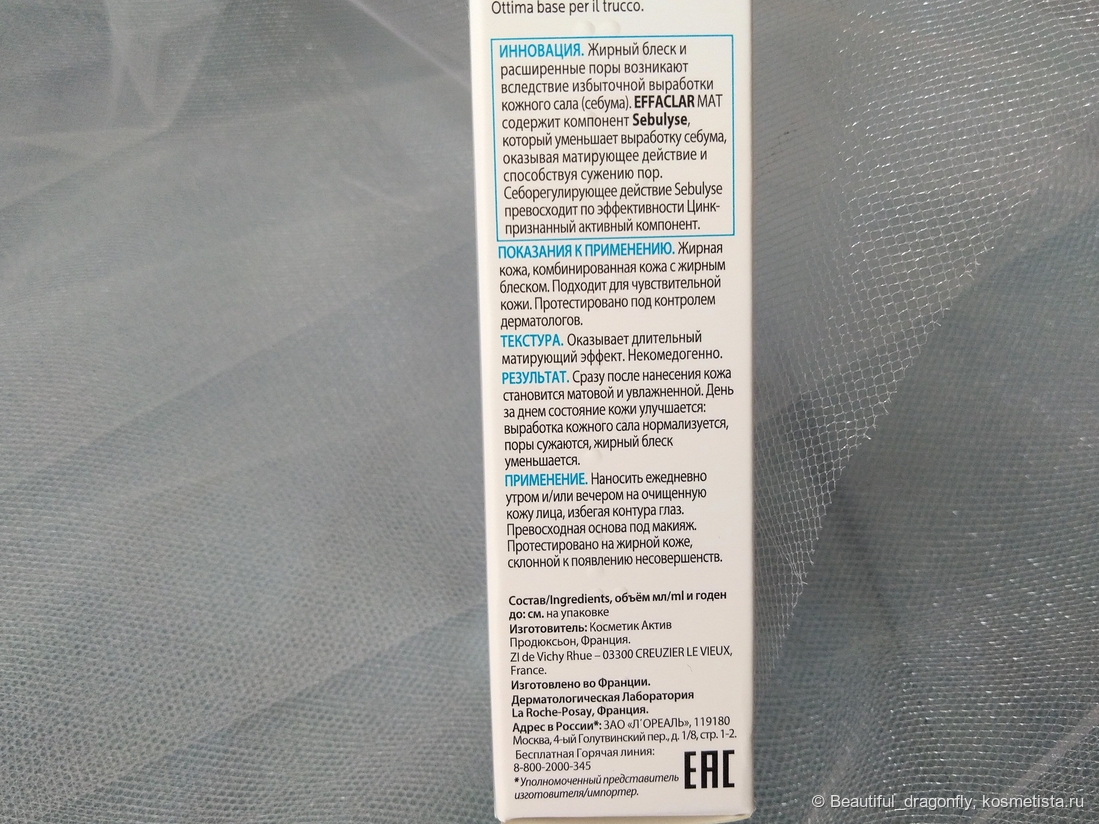 Ottima base per il trucco.
ИННОВАЦИЯ. Жирный блеск и
расширенные поры возникают
вследствие избыточной выработки
кожного сала (себума). EFFACLAR МАТ
содержит компонент Sebulyse,
который уменьшает выработку себума,
оказывая матирующее действие и
способствуя сужению пор.
Себорегулирующее действие Sebulyse
превосходит по эффективности Цинк-
признанный активный компонент.
ПОКАЗАНИЯ К ПРИМЕНЕНИЮ. Жирная
кожа, комбинированная кожа с жирным
блеском. Подходит для чувствительной
кожи. Протестировано под контролем
дерматологов.
ТЕКСТУРА. Оказывает длительный
матирующий эффект. Некомедогенно.
РЕЗУЛЬТАТ. Сразу после нанесения кожа
становится матовой и увлажненной. День
за днем состояние кожи улучшается:
выработка кожного сала нормализуется,
поры сужаются, жирный блеск
уменьшается.
ПРИМЕНЕНИЕ. Наносить ежедневно
утром и/или вечером на очищенную
кожу лица, избегая контура глаз.
Превосходная основа под макияж.
Протестировано на жирной коже,
склонной к появлению несовершенств.
Состав/Ingredients, объём мл/ml и годен
до: см. на упаковке
Изготовитель: Косметик Актив
Продюксьон, Франция.
ZI de Vichy Rhue – 03300 CREUZIER LE VIEUX,
France.
Изготовлено во Франции.
Дерматологическая Лаборатория
La Roche-Posay, Франция.
Адрес в России*: ЗАО «Л'ОРЕАЛЬ», 119180
Москва, 4-ый Голутвинский пер., д. 1/8, стр. 1-2.
Бесплатная Горячая линия:
8-800-2000-345
*Уполномоченный представитель
изготовителя/импортер.
EAC
© Beautiful_dragonfly, kosmetista.ru